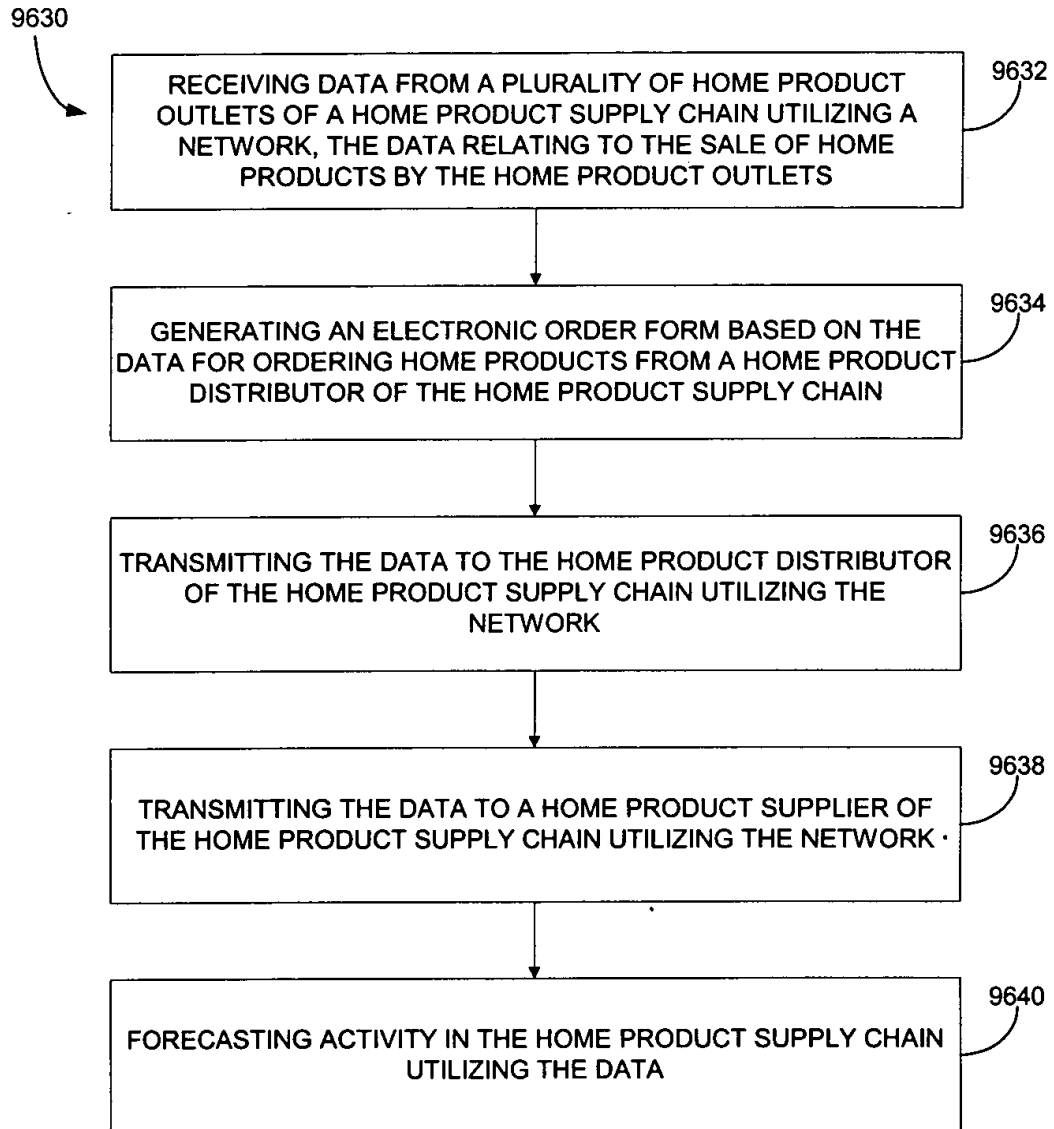 9630
RECEIVING DATA FROM A PLURALITY OF HOME PRODUCT
OUTLETS OF A HOME PRODUCT SUPPLY CHAIN UTILIZING A
NETWORK, THE DATA RELATING TO THE SALE OF HOME
PRODUCTS BY THE HOME PRODUCT OUTLETS
9632
GENERATING AN ELECTRONIC ORDER FORM BASED ON THE
DATA FOR ORDERING HOME PRODUCTS FROM A HOME PRODUCT
DISTRIBUTOR OF THE HOME PRODUCT SUPPLY CHAIN
9634
TRANSMITTING THE DATA TO THE HOME PRODUCT DISTRIBUTOR
OF THE HOME PRODUCT SUPPLY CHAIN UTILIZING THE
NETWORK
9636
TRANSMITTING THE DATA TO A HOME PRODUCT SUPPLIER OF
THE HOME PRODUCT SUPPLY CHAIN UTILIZING THE NETWORK
9638
FORECASTING ACTIVITY IN THE HOME PRODUCT SUPPLY CHAIN
UTILIZING THE DATA
9640